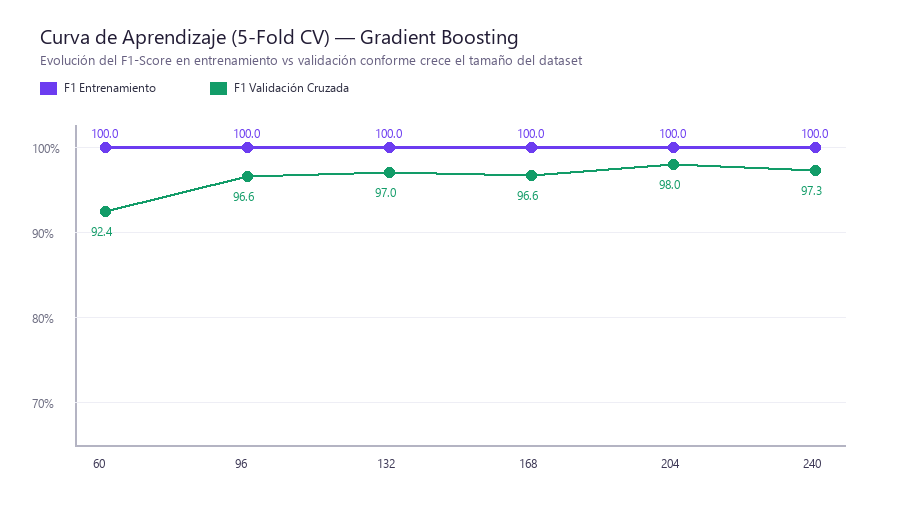 Curva de Aprendizaje (5-Fold CV) — Gradient Boosting
Evolución del F1-Score en entrenamiento vs validación conforme crece el tamaño del dataset
F1 Entrenamiento F1 Validación Cruzada
100.0 100.0 100.0 100.0 100.0 100.0
100%
96.6 97.0 96.6 98.0 97.3
92.4
90%
80%
70%
60 96 132 168 204 240